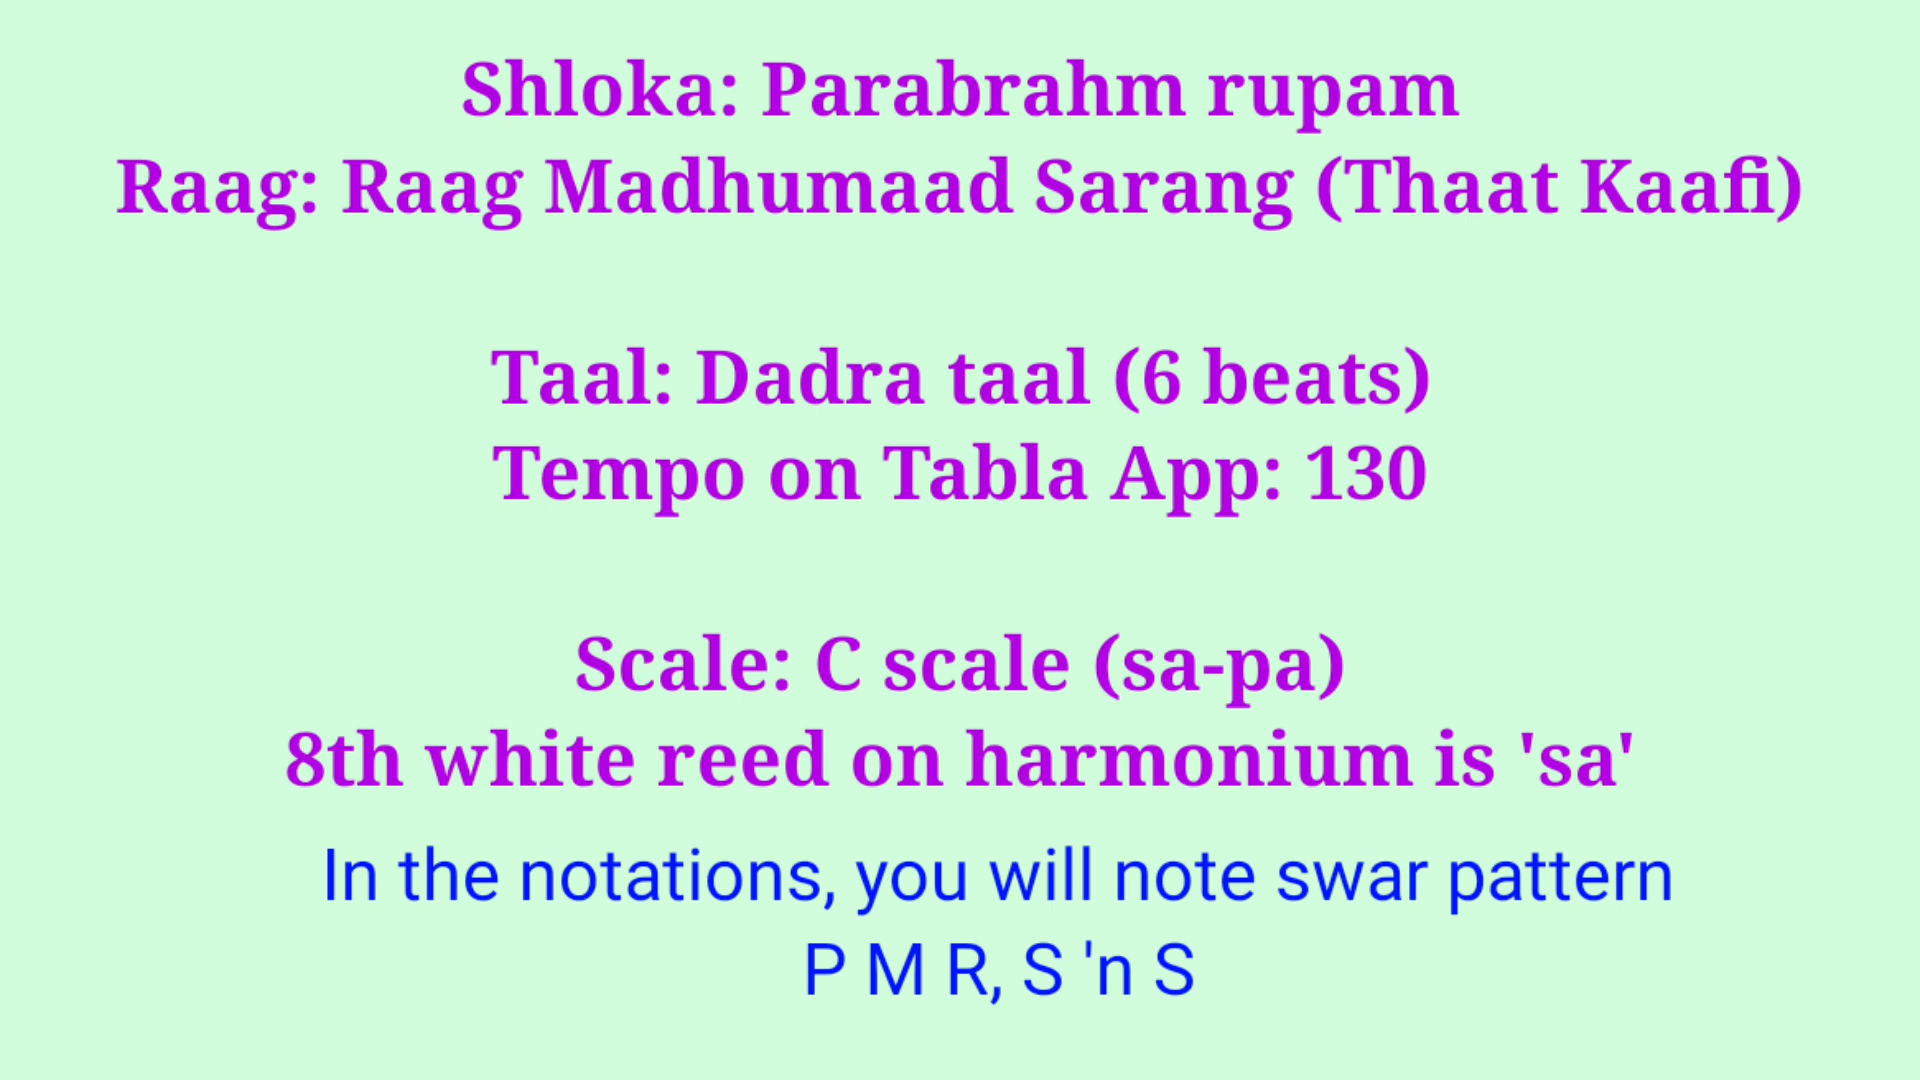 Shloka: Parabrahm rupam
Raag: Raag Madhumaad Sarang (Thaat Kaafi)
Taal: Dadra taal (6 beats)
Tempo on Tabla App: 130
Scale: C scale (sa-pa)
8th white reed on harmonium is 'sa'
In the notations, you will note swar pattern
P M R, S 'n S